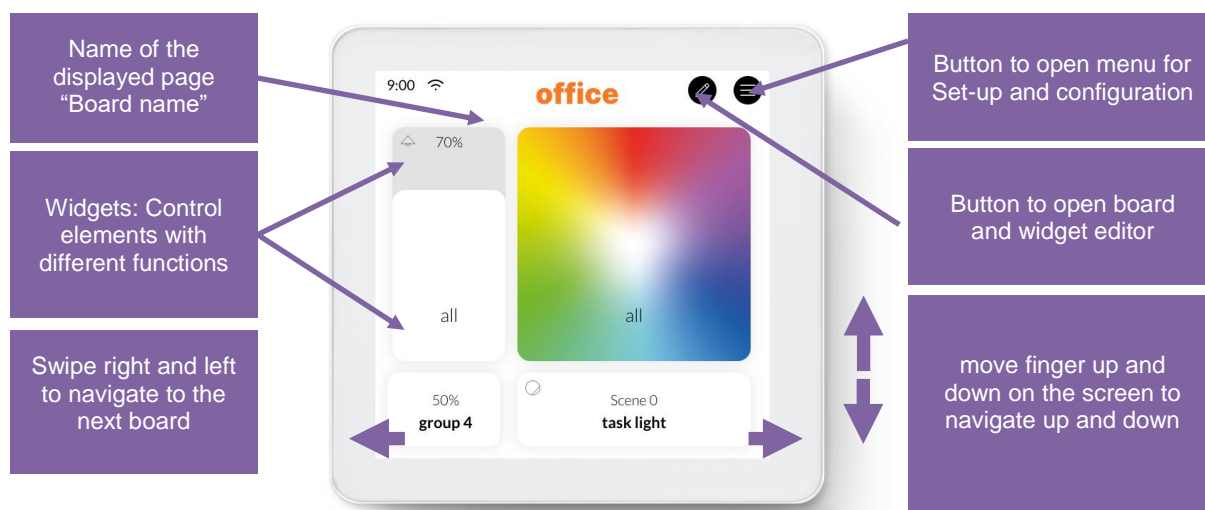 Name of the
displayed page
“Board name”
Widgets: Control
elements with
different functions
Swipe right and left
to navigate to the
next board
9:00
office
70%
all
all
50%
group 4
Scene 0
task light
Button to open menu for
Set-up and configuration
Button to open board
and widget editor
move finger up and
down on the screen to
navigate up and down